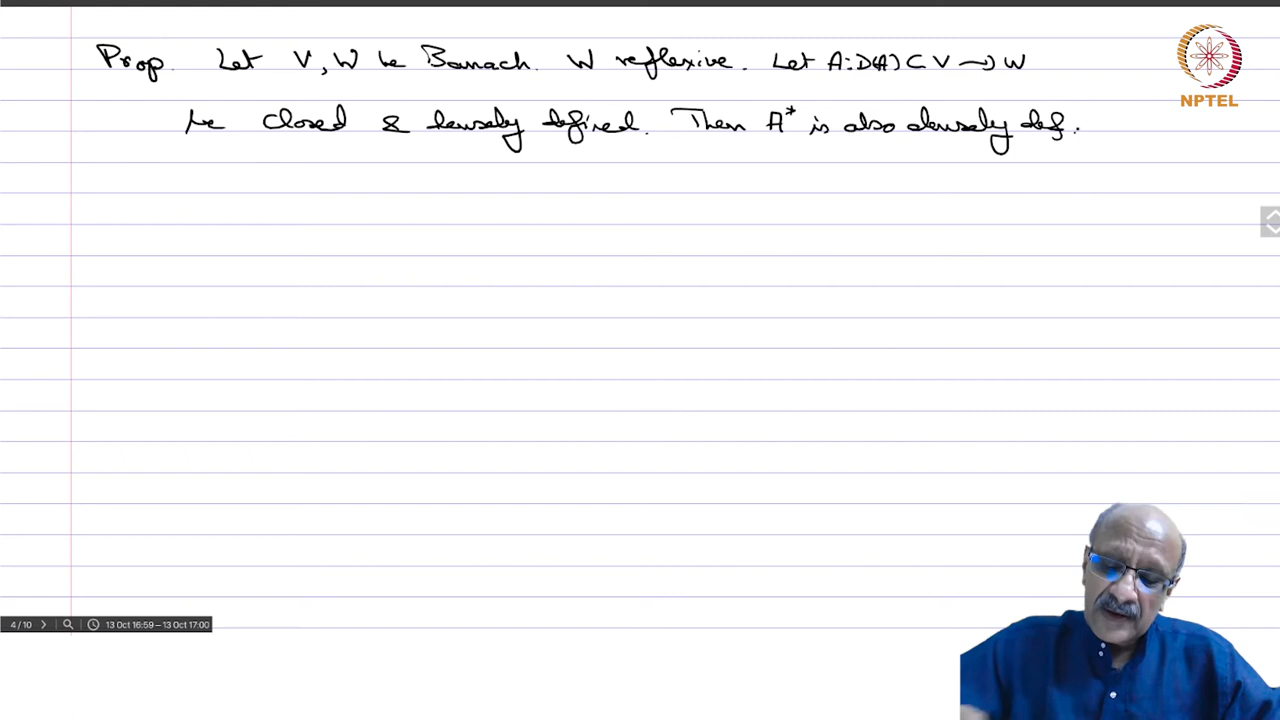 Prop. Let V, W be Banach. W reflexive. Let A: D(A) ⊂ V → W
be closed & densely defined. Then A* is also densely def.
NPTEL
4 / 10
13 Oct 16:59 – 13 Oct 17:00